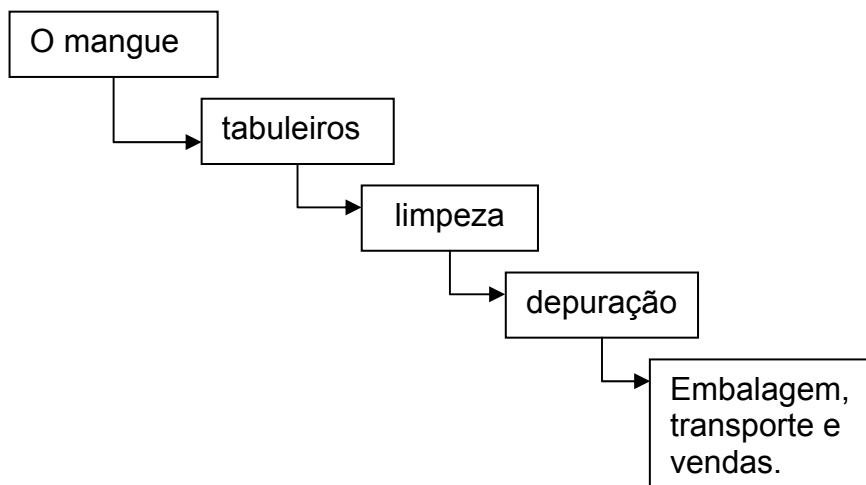 O mangue
tabuleiros
limpeza
depuração
Embalagem,
transporte e
vendas.